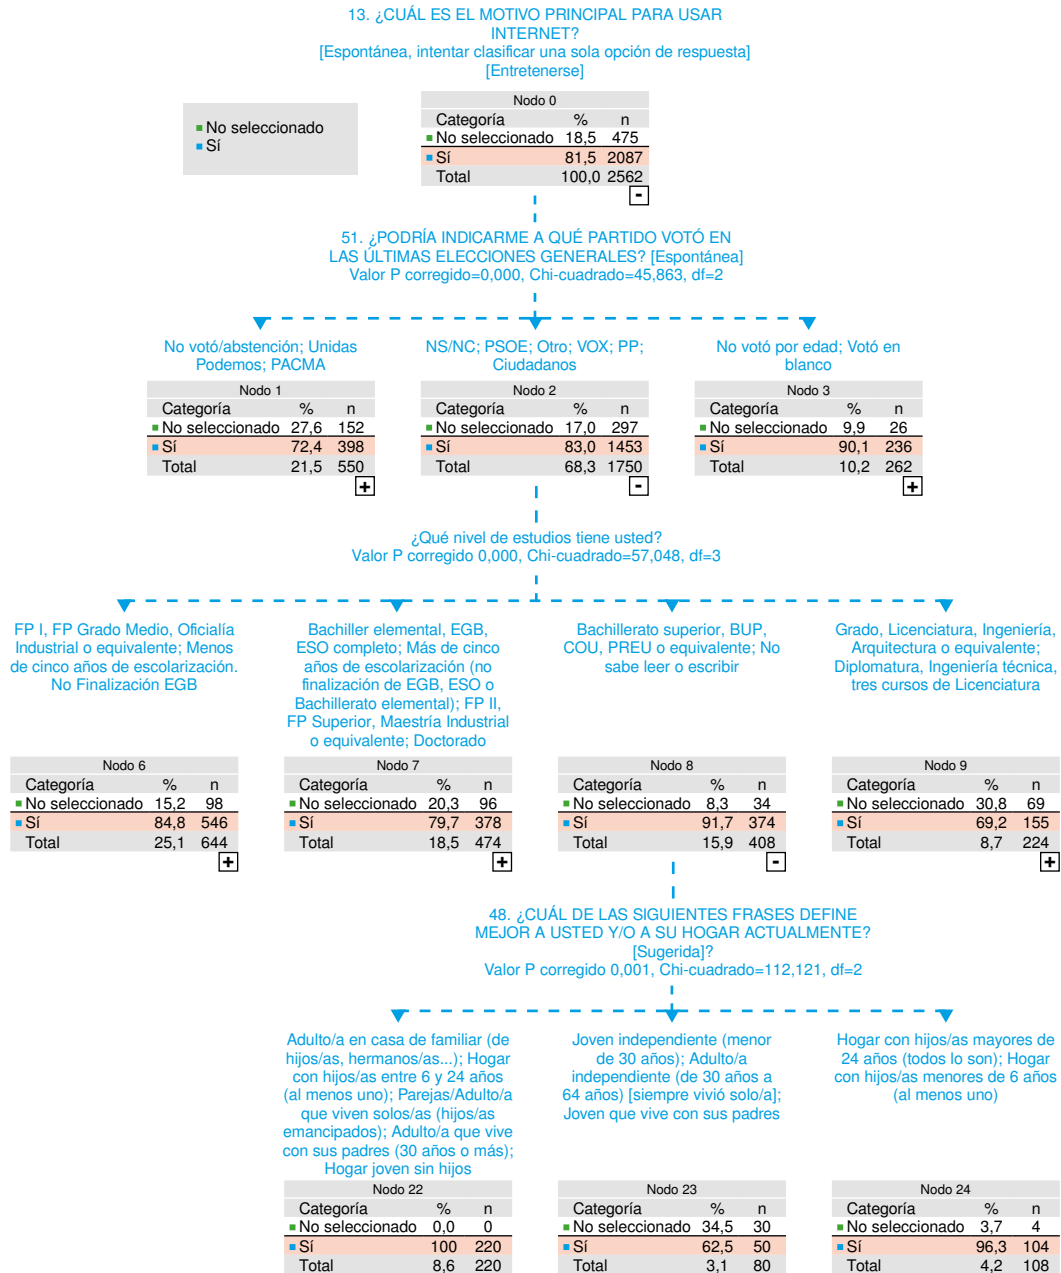 13. ¿CUÁL ES EL MOTIVO PRINCIPAL PARA USAR
INTERNET?
[Espontánea, intentar clasificar una sola opción de respuesta]
[Entretenerse]
No seleccionado
Sí
Nodo 0
Categoría % n
No seleccionado 18,5 475
Sí 81,5 2087
Total 100,0 2562
-
51. ¿PODRÍA INDICARME A QUÉ PARTIDO VOTÓ EN
LAS ÚLTIMAS ELECCIONES GENERALES? [Espontánea]
Valor P corregido=0,000, Chi-cuadrado=45,863, df=2
No votó/abstención; Unidas
Podemos; PACMA
Nodo 1
Categoría % n
No seleccionado 27,6 152
Sí 72,4 398
Total 21,5 550
+
NS/NC; PSOE; Otro; VOX; PP;
Ciudadanos
Nodo 2
Categoría % n
No seleccionado 17,0 297
Sí 83,0 1453
Total 68,3 1750
-
No votó por edad; Votó en
blanco
Nodo 3
Categoría % n
No seleccionado 9,9 26
Sí 90,1 236
Total 10,2 262
+
¿Qué nivel de estudios tiene usted?
Valor P corregido 0,000, Chi-cuadrado=57,048, df=3
FP I, FP Grado Medio, Oficialía
Industrial o equivalente; Menos
de cinco años de escolarización.
No Finalización EGB
Nodo 6
Categoría % n
No seleccionado 15,2 98
Sí 84,8 546
Total 25,1 644
+
Bachiller elemental, EGB,
ESO completo; Más de cinco
años de escolarización (no
finalización de EGB, ESO o
Bachillerato elemental); FP II,
FP Superior, Maestría Industrial
o equivalente; Doctorado
Nodo 7
Categoría % n
No seleccionado 20,3 96
Sí 79,7 378
Total 18,5 474
+
Bachillerato superior, BUP,
COU, PREU o equivalente; No
sabe leer o escribir
Nodo 8
Categoría % n
No seleccionado 8,3 34
Sí 91,7 374
Total 15,9 408
-
Grado, Licenciatura, Ingeniería,
Arquitectura o equivalente;
Diplomatura, Ingeniería técnica,
tres cursos de Licenciatura
Nodo 9
Categoría % n
No seleccionado 30,8 69
Sí 69,2 155
Total 8,7 224
+
48. ¿CUÁL DE LAS SIGUIENTES FRASES DEFINE
MEJOR A USTED Y/O A SU HOGAR ACTUALMENTE?
[Sugerida]?
Valor P corregido 0,001, Chi-cuadrado=112,121, df=2
Adulto/a en casa de familiar (de
hijos/as, hermanos/as...); Hogar
con hijos/as entre 6 y 24 años
(al menos uno); Parejas/Adulto/a
que viven solos/as (hijos/as
emancipados); Adulto/a que vive
con sus padres (30 años o más);
Hogar joven sin hijos
Nodo 22
Categoría % n
No seleccionado 0,0 0
Sí 100 220
Total 8,6 220
Joven independiente (menor
de 30 años); Adulto/a
independiente (de 30 años a
64 años) [siempre vivió solo/a];
Joven que vive con sus padres
Nodo 23
Categoría % n
No seleccionado 34,5 30
Sí 62,5 50
Total 3,1 80
Hogar con hijos/as mayores de
24 años (todos lo son); Hogar
con hijos/as menores de 6 años
(al menos uno)
Nodo 24
Categoría % n
No seleccionado 3,7 4
Sí 96,3 104
Total 4,2 108